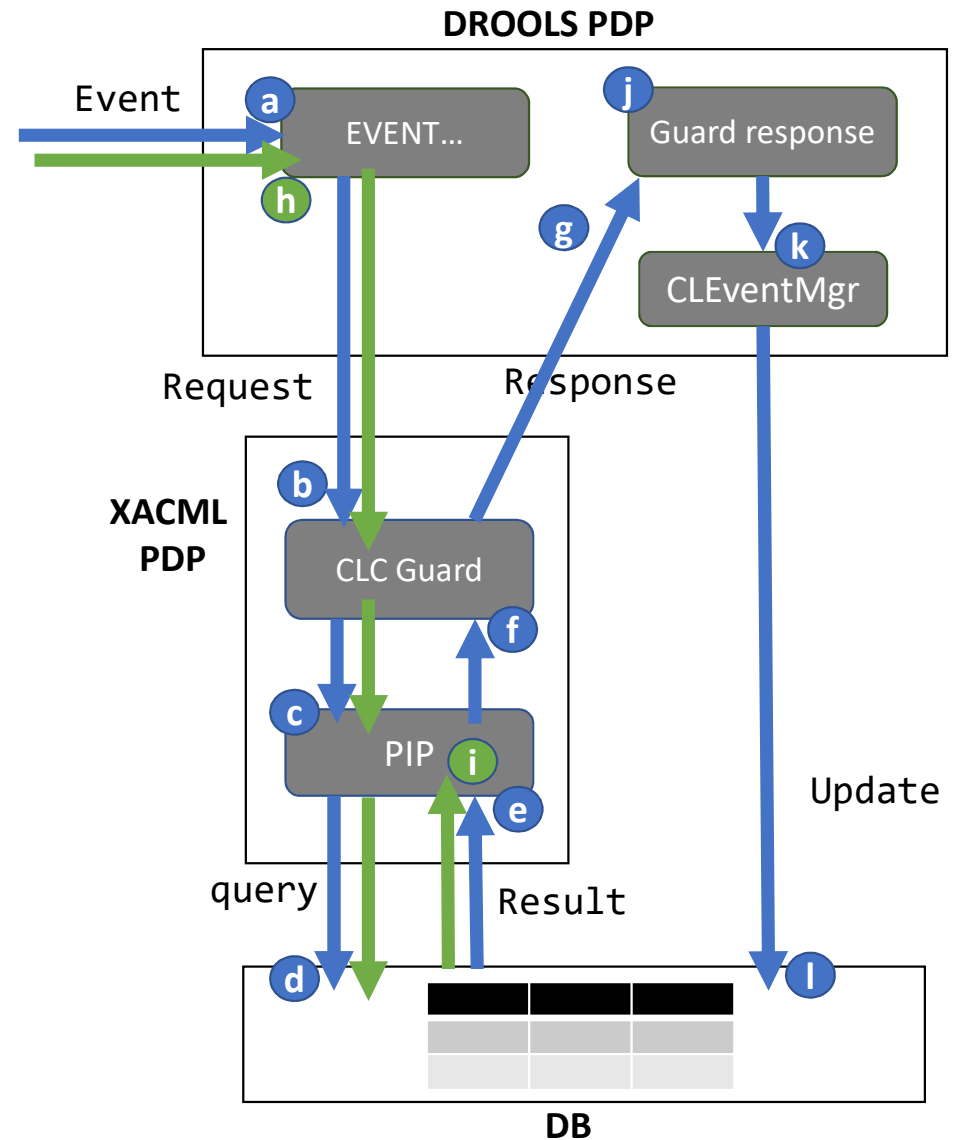 DROOLS PDP
Event
a
EVENT...
h
j
Guard response
g
k
CLEventMgr
Request
Response
b
XACML
PDP
CLC Guard
f
c
PIP
i
e
Update
query
Result
d
l
DB